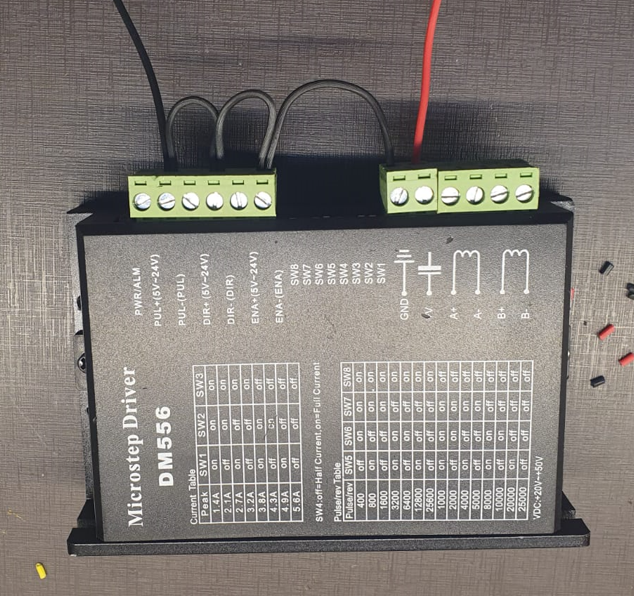 Microstep Driver
DM556
PWR/ALM
PUL+(5V~24V)
PUL-(PUL)
DIR+(5V~24V)
DIR-(DIR)
ENA+(5V~24V)
ENA-(ENA)
SW8
SW7
SW6
SW5
SW4
SW3
SW2
SW1
GND
A+
A-
B+
B-
Current Table
Peak SW1 SW2 SW3
1.4A on on on
2.1A off on on
2.7A on off on
3.2A off off on
3.8A on on off
4.3A off on off
4.9A on off off
5.6A off off off
SW4:off=Half Current,on=Full Current
Pulse/rev Table
Pulse/rev SW5 SW6 SW7 SW8
400 off on on on
800 on off on on
1600 off off on on
3200 on on off on
6400 off on off on
12800 on off off on
25600 off off off on
1000 on on on off
2000 off on on off
4000 on off on off
5000 off off on off
8000 on on off off
10000 off on off off
20000 on off off off
25000 off off off off
VDC:+20V~+50V